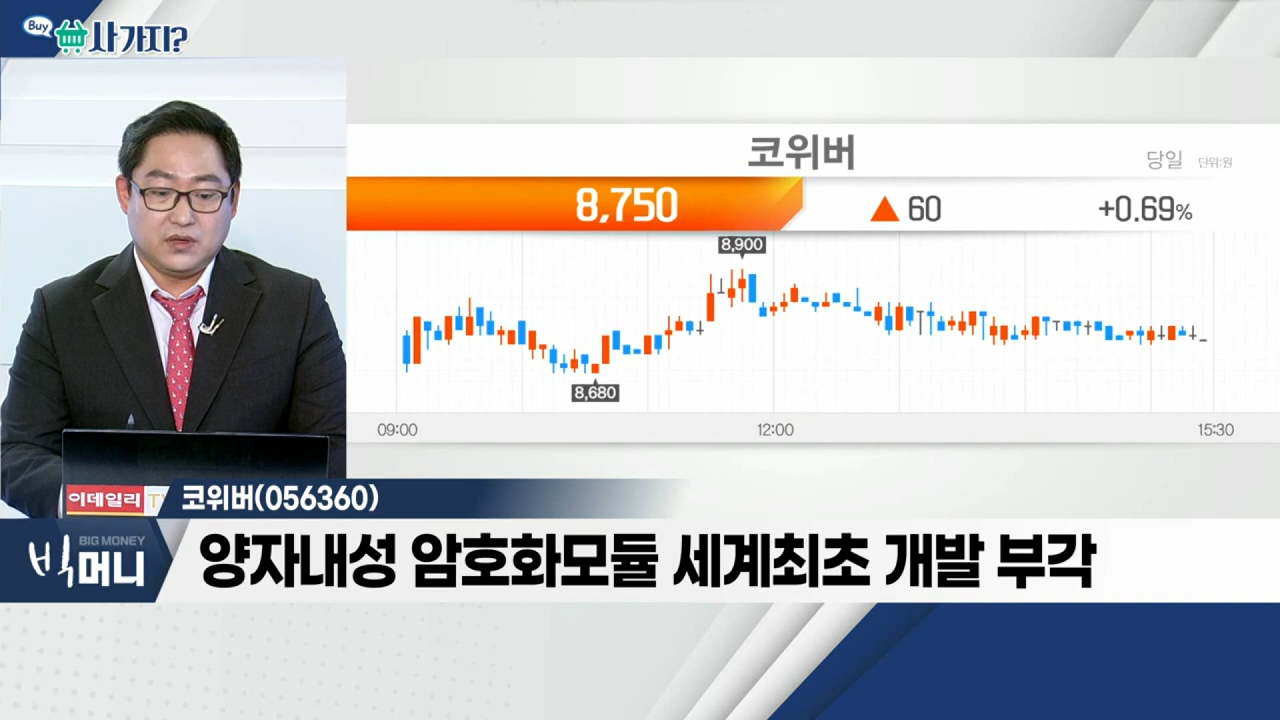 Buy 사 가지?
코위버
당일 단위:원
8,750 ▲ 60 +0.69%
8,900
8,680
09:00 12:00 15:30
이데일리 TV 코위버(056360)
BIG MONEY
빅머니 양자내성 암호화모듈 세계최초 개발 부각